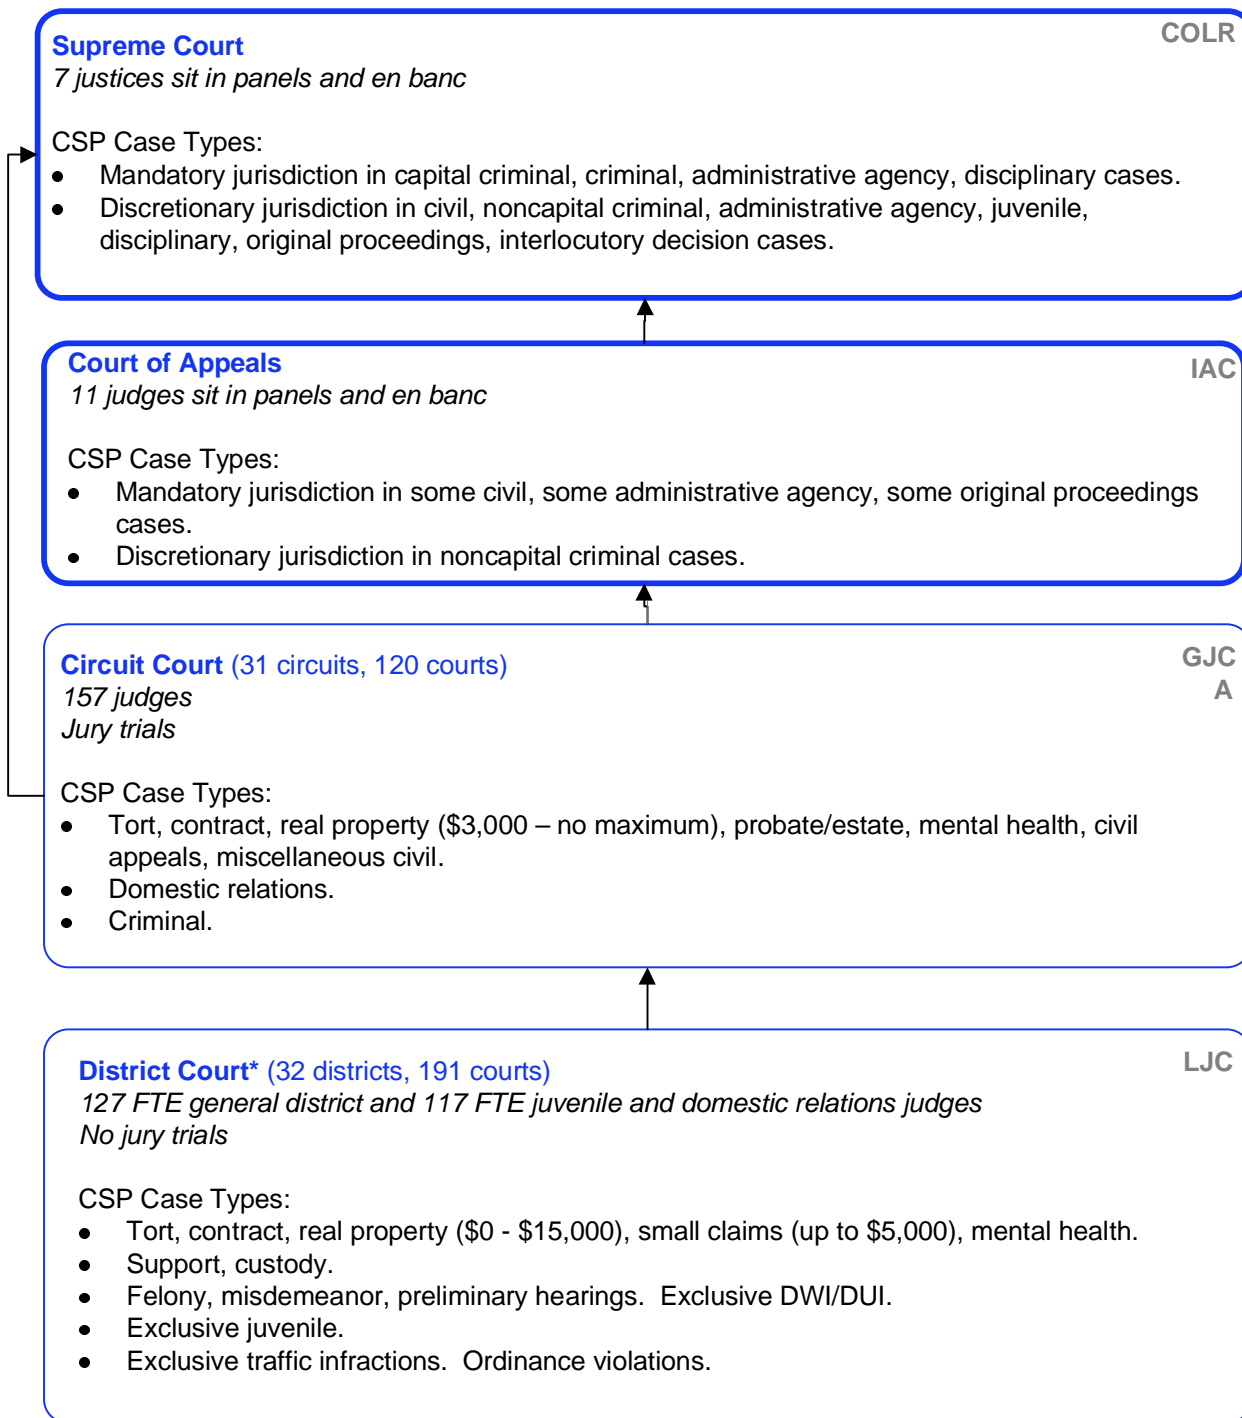 Supreme Court COLR
7 justices sit in panels and en banc
CSP Case Types:
• Mandatory jurisdiction in capital criminal, criminal, administrative agency, disciplinary cases.
• Discretionary jurisdiction in civil, noncapital criminal, administrative agency, juvenile,
disciplinary, original proceedings, interlocutory decision cases.
Court of Appeals IAC
11 judges sit in panels and en banc
CSP Case Types:
• Mandatory jurisdiction in some civil, some administrative agency, some original proceedings
cases.
• Discretionary jurisdiction in noncapital criminal cases.
Circuit Court (31 circuits, 120 courts) GJC
157 judges A
Jury trials
CSP Case Types:
• Tort, contract, real property ($3,000 – no maximum), probate/estate, mental health, civil
appeals, miscellaneous civil.
• Domestic relations.
• Criminal.
District Court* (32 districts, 191 courts) LJC
127 FTE general district and 117 FTE juvenile and domestic relations judges
No jury trials
CSP Case Types:
• Tort, contract, real property ($0 - $15,000), small claims (up to $5,000), mental health.
• Support, custody.
• Felony, misdemeanor, preliminary hearings. Exclusive DWI/DUI.
• Exclusive juvenile.
• Exclusive traffic infractions. Ordinance violations.